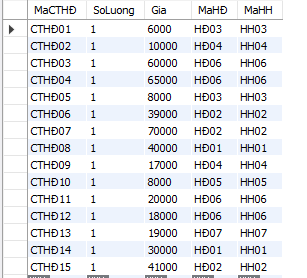 MaCTHĐ SoLuong Gia MaHĐ MaHH
CTHĐ01 1 6000 HĐ03 HH03
CTHĐ02 1 10000 HĐ04 HH04
CTHĐ03 1 60000 HĐ06 HH03
CTHĐ04 1 65000 HĐ06 HH06
CTHĐ05 1 8000 HĐ03 HH03
CTHĐ06 1 39000 HĐ02 HH02
CTHĐ07 1 70000 HĐ02 HH02
CTHĐ08 1 40000 HĐ01 HH01
CTHĐ09 1 17000 HĐ04 HH04
CTHĐ10 1 8000 HĐ05 HH05
CTHĐ11 1 20000 HĐ06 HH06
CTHĐ12 1 18000 HĐ06 HH06
CTHĐ13 1 19000 HĐ07 HH07
CTHĐ14 1 30000 HĐ01 HH01
CTHĐ15 1 41000 HĐ02 HH02